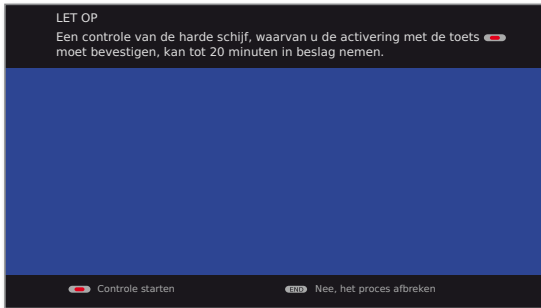 LET OP
Een controle van de harde schijf, waarvan u de activering met de toets
moet bevestigen, kan tot 20 minuten in beslag nemen.
Controle starten
END Nee, het proces afbreken